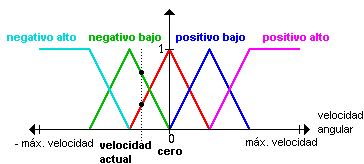 negativo alto negativo bajo positivo bajo positivo alto
1
velocidad
angular
- máx. velocidad velocidad actual cero 0 máx. velocidad